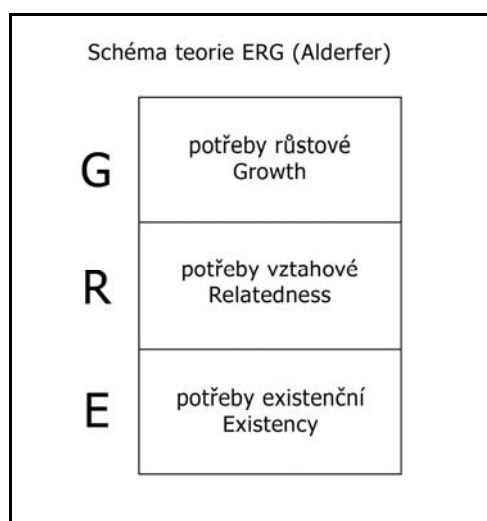 Schéma teorie ERG (Alderfer)
G
potřeby růstové
Growth
R
potřeby vztahové
Relatedness
E
potřeby existenční
Existency